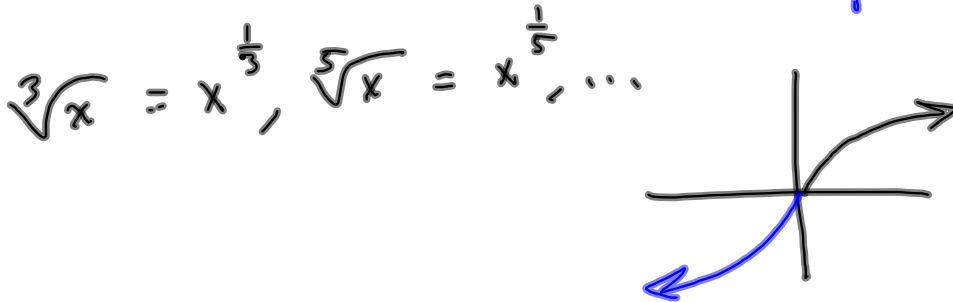 ∛x = x^{1/3}, ⁵√x = x^{1/5}, ...